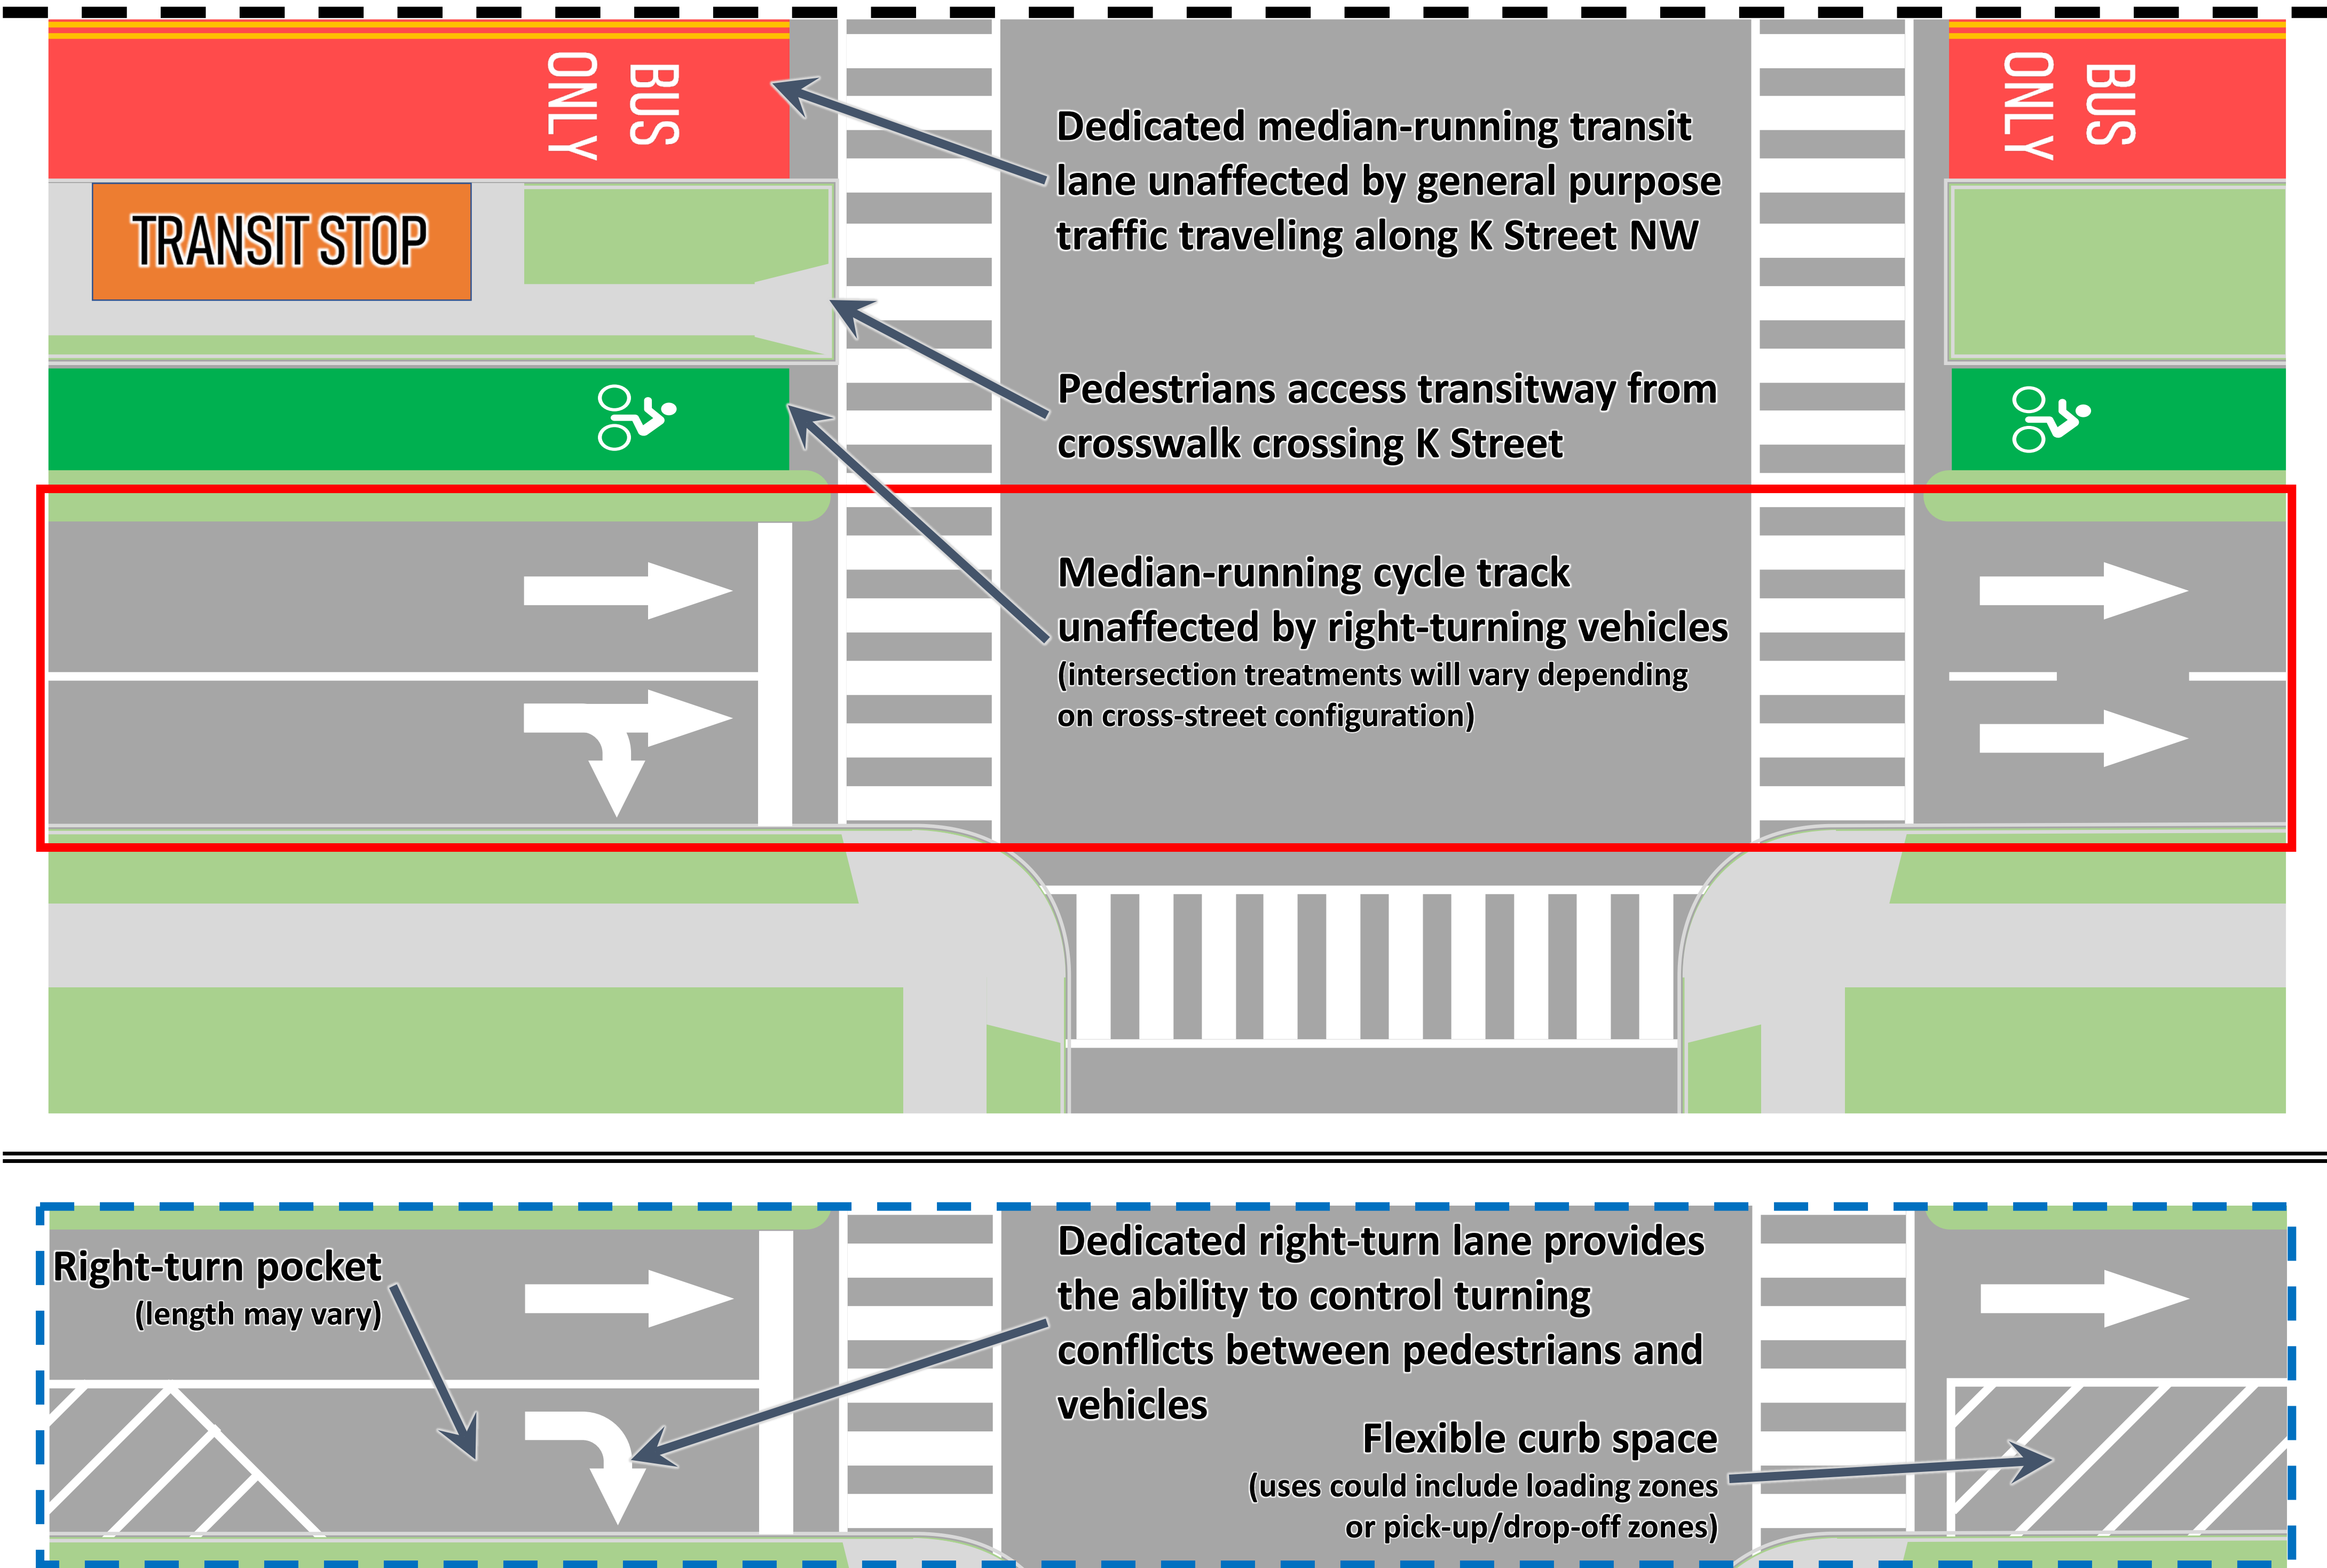 BUS
ONLY
BUS
ONLY
TRANSIT STOP
Dedicated median-running transit
lane unaffected by general purpose
traffic traveling along K Street NW
Pedestrians access transitway from
crosswalk crossing K Street
Median-running cycle track
unaffected by right-turning vehicles
(intersection treatments will vary depending
on cross-street configuration)
Right-turn pocket
(length may vary)
Dedicated right-turn lane provides
the ability to control turning
conflicts between pedestrians and
vehicles
Flexible curb space
(uses could include loading zones
or pick-up/drop-off zones)